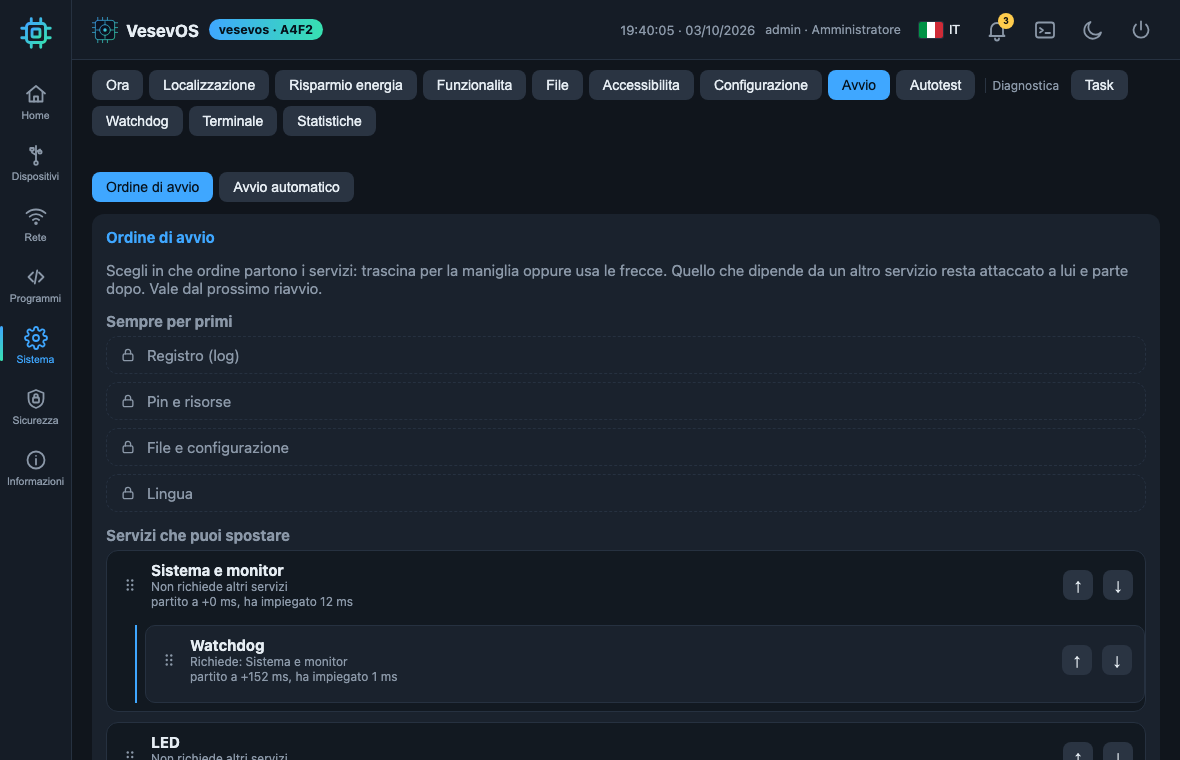 VesevOS
vesevos · A4F2
19:40:05 · 03/10/2026
admin · Amministratore
IT
3
Home
Dispositivi
Rete
Programmi
Sistema
Sicurezza
Informazioni
Ora
Localizzazione
Risparmio energia
Funzionalita
File
Accessibilita
Configurazione
Avvio
Autotest
Diagnostica
Task
Watchdog
Terminale
Statistiche
Ordine di avvio
Avvio automatico
Ordine di avvio
Scegli in che ordine partono i servizi: trascina per la maniglia oppure usa le frecce. Quello che dipende da un altro servizio resta attaccato a lui e parte
dopo. Vale dal prossimo riavvio.
Sempre per primi
Registro (log)
Pin e risorse
File e configurazione
Lingua
Servizi che puoi spostare
Sistema e monitor
Non richiede altri servizi
partito a +0 ms, ha impiegato 12 ms
↑ ↓
Watchdog
Richiede: Sistema e monitor
partito a +152 ms, ha impiegato 1 ms
↑ ↓
LED
Non richiede altri servizi
↑ ↓